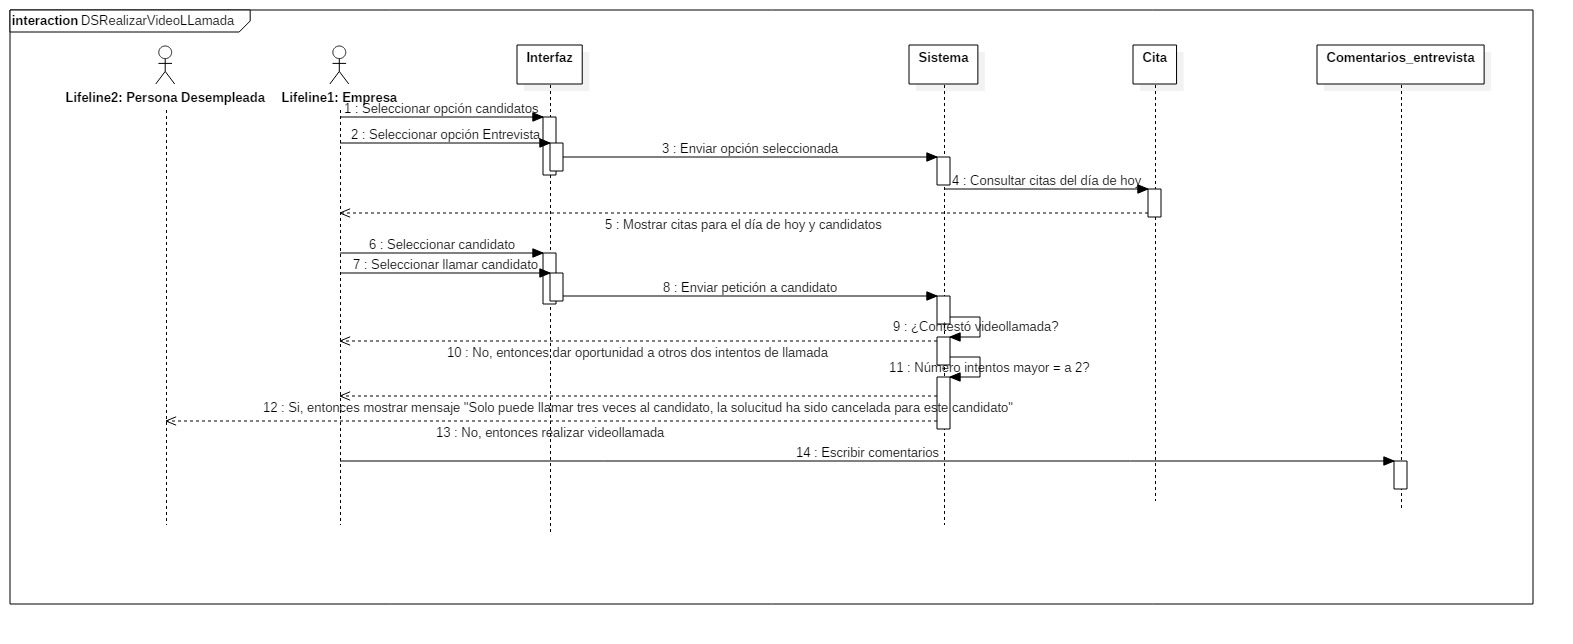 interaction DSRealizarVideoLLamada
Interfaz
Sistema
Cita
Comentarios_entrevista
Lifeline2: Persona Desempleada
Lifeline1: Empresa
1 : Seleccionar opción candidatos
2 : Seleccionar opción Entrevista
3 : Enviar opción seleccionada
4 : Consultar citas del día de hoy
5 : Mostrar citas para el día de hoy y candidatos
6 : Seleccionar candidato
7 : Seleccionar llamar candidato
8 : Enviar petición a candidato
9 : ¿Contestó videollamada?
10 : No, entonces dar oportunidad a otros dos intentos de llamada
11 : Número intentos mayor = a 2?
12 : Si, entonces mostrar mensaje "Solo puede llamar tres veces al candidato, la solucitud ha sido cancelada para este candidato"
13 : No, entonces realizar videollamada
14 : Escribir comentarios